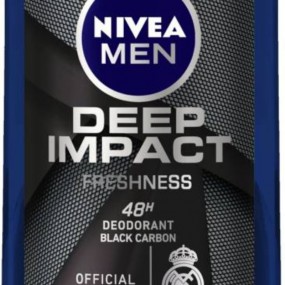 NIVEA
MEN
DEEP
IMPACT
FRESHNESS
48H
DEODORANT
BLACK CARBON
OFFICIAL